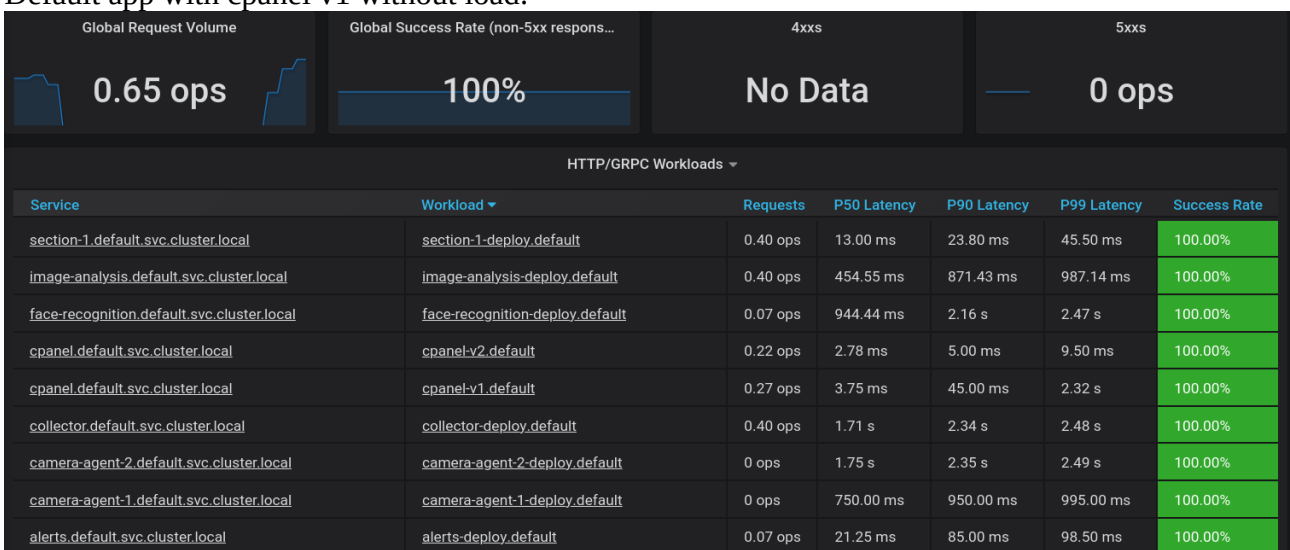 Default app with cpanel v1 without load:
Global Request Volume Global Success Rate (non-5xx respons... 4xxs 5xxs
0.65 ops 100% No Data 0 ops
HTTP/GRPC Workloads
Service Workload Requests P50 Latency P90 Latency P99 Latency Success Rate
section-1.default.svc.cluster.local section-1-deploy.default 0.40 ops 13.00 ms 23.80 ms 45.50 ms 100.00%
image-analysis.default.svc.cluster.local image-analysis-deploy.default 0.40 ops 454.55 ms 871.43 ms 987.14 ms 100.00%
face-recognition.default.svc.cluster.local face-recognition-deploy.default 0.07 ops 944.44 ms 2.16 s 2.47 s 100.00%
cpanel.default.svc.cluster.local cpanel-v2.default 0.22 ops 2.78 ms 5.00 ms 9.50 ms 100.00%
cpanel.default.svc.cluster.local cpanel-v1.default 0.27 ops 3.75 ms 45.00 ms 2.32 s 100.00%
collector.default.svc.cluster.local collector-deploy.default 0.40 ops 1.71 s 2.34 s 2.48 s 100.00%
camera-agent-2.default.svc.cluster.local camera-agent-2-deploy.default 0 ops 1.75 s 2.35 s 2.49 s 100.00%
camera-agent-1.default.svc.cluster.local camera-agent-1-deploy.default 0 ops 750.00 ms 950.00 ms 995.00 ms 100.00%
alerts.default.svc.cluster.local alerts-deploy.default 0.07 ops 21.25 ms 85.00 ms 98.50 ms 100.00%